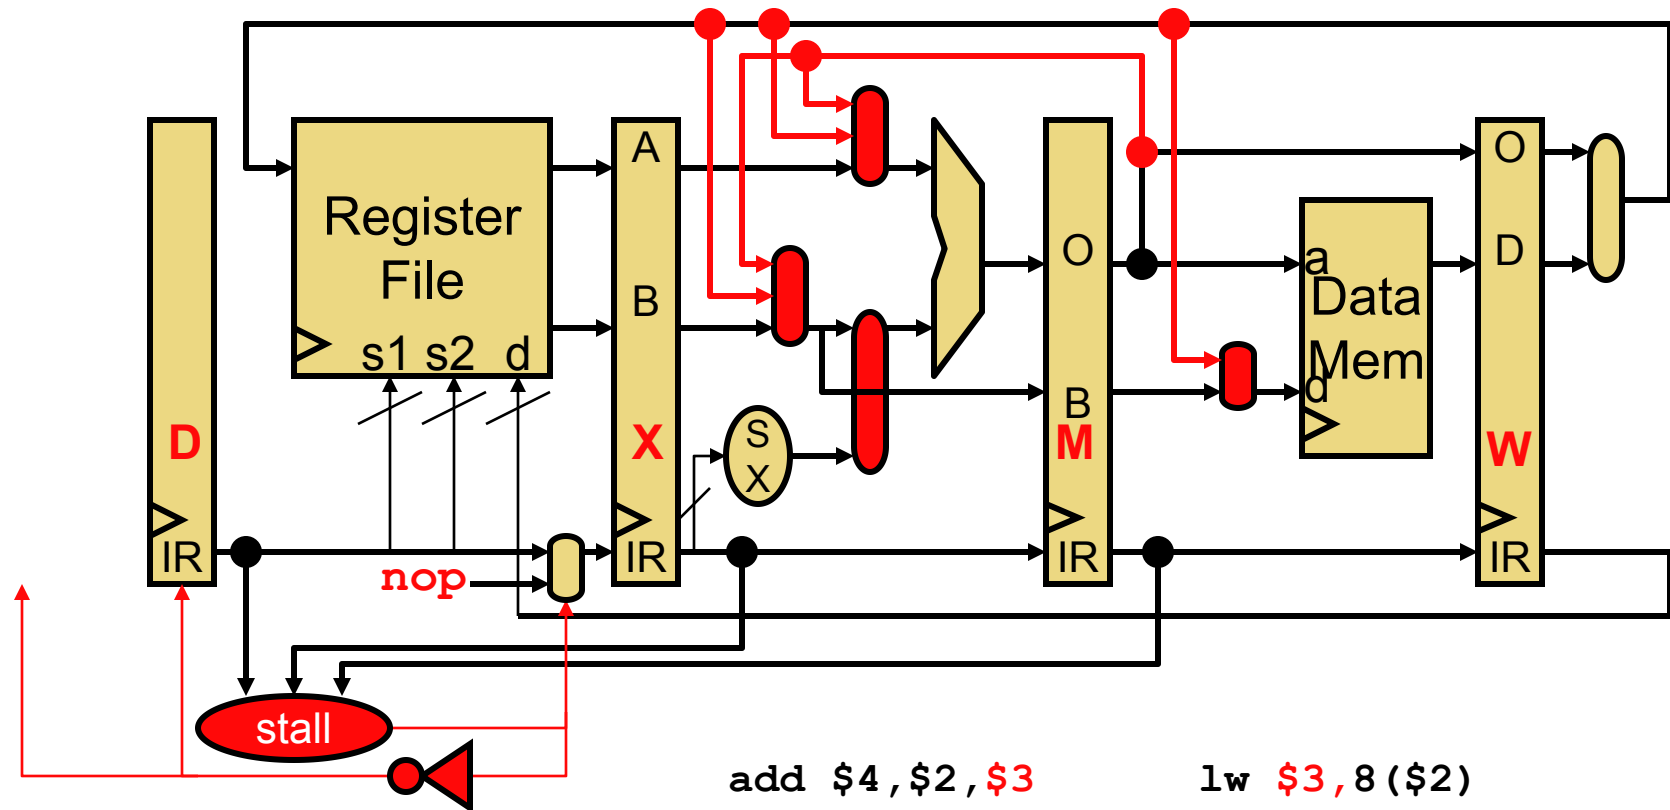 A
O
Register
File
O
D
B
a
Data
Mem
s1 s2 d
d
B
S
X
D
X
M
W
IR
IR
IR
IR
nop
stall
add $4,$2,$3
lw $3,8($2)